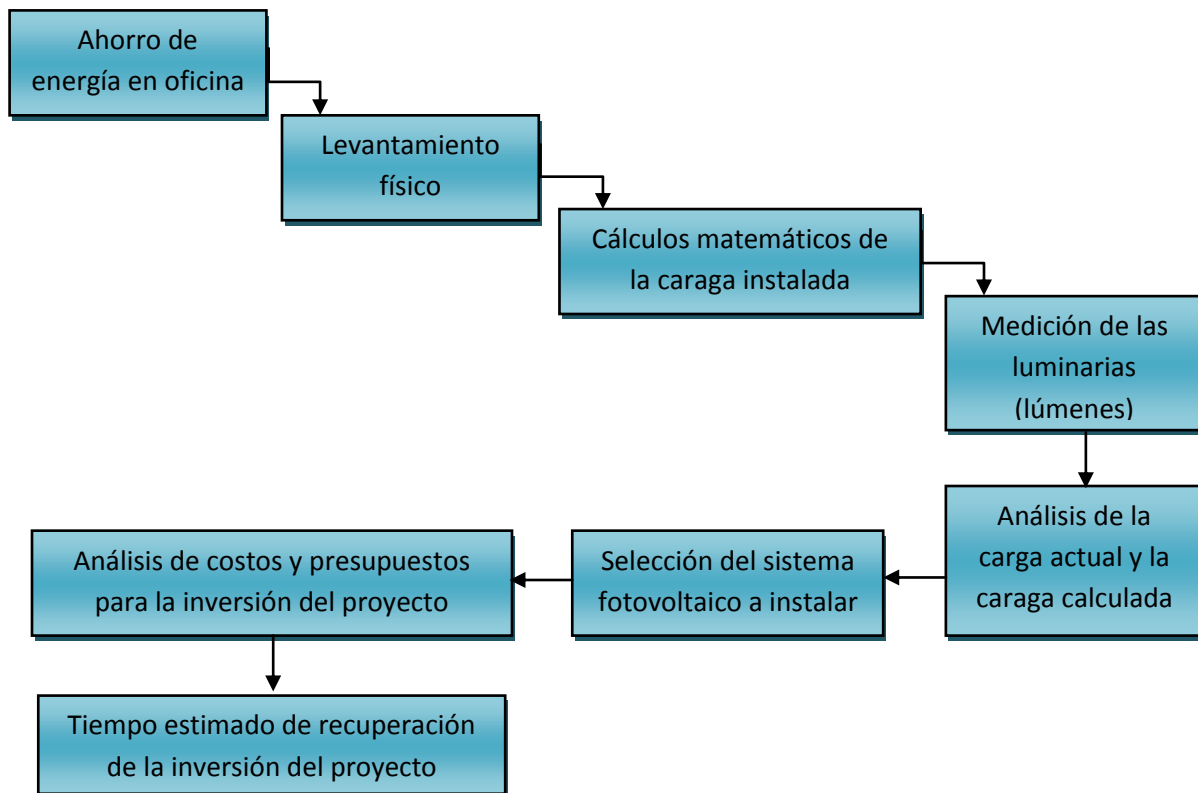 Ahorro de
energía en oficina
Levantamiento
físico
Cálculos matemáticos de
la caraga instalada
Medición de las
luminarias
(lúmenes)
Análisis de la
carga actual y la
caraga calculada
Selección del sistema
fotovoltaico a instalar
Análisis de costos y presupuestos
para la inversión del proyecto
Tiempo estimado de recuperación
de la inversión del proyecto